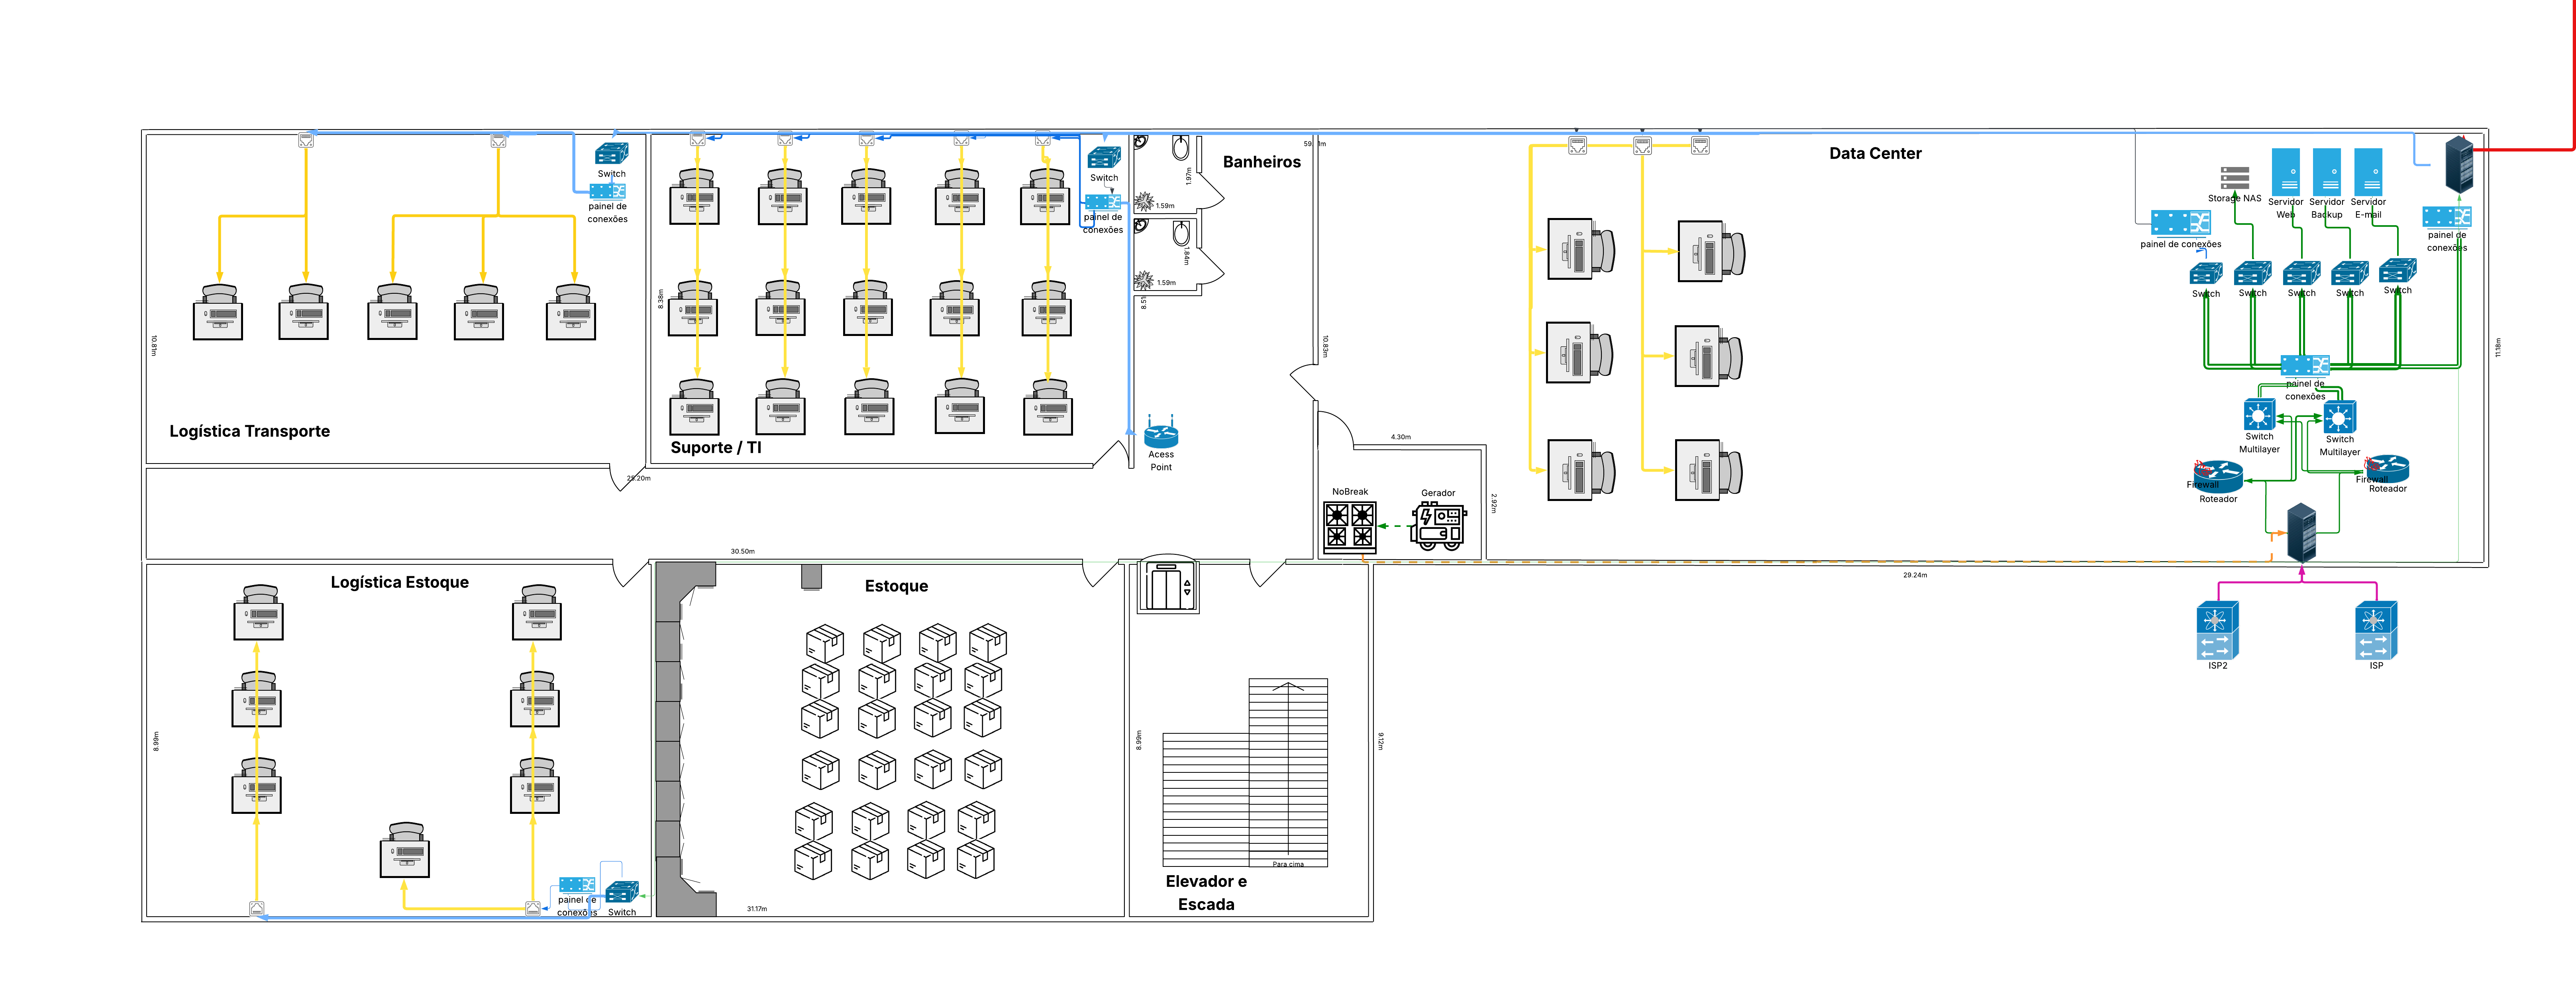 Switch
painel de
conexões
Logística Transporte
10.81m
Switch
painel de
conexões
8.38m
Suporte / TI
25.20m
Banheiros
1.97m
1.59m
1.84m
1.59m
8.51
Acess
Point
10.83m
Data Center
Storage NAS
Servidor
Web
Servidor
Backup
Servidor
E-mail
painel de conexões
painel de
conexões
Switch
Switch
Switch
Switch
Switch
painel de
conexões
Switch
Multilayer
Switch
Multilayer
Firewall
Roteador
Firewall
Roteador
11.18m
4.30m
2.92m
NoBreak
Gerador
30.50m
29.24m
ISP2
ISP
Logística Estoque
8.99m
painel de
conexões
Switch
Estoque
31.17m
8.99m
9.12m
Para cima
Elevador e
Escada